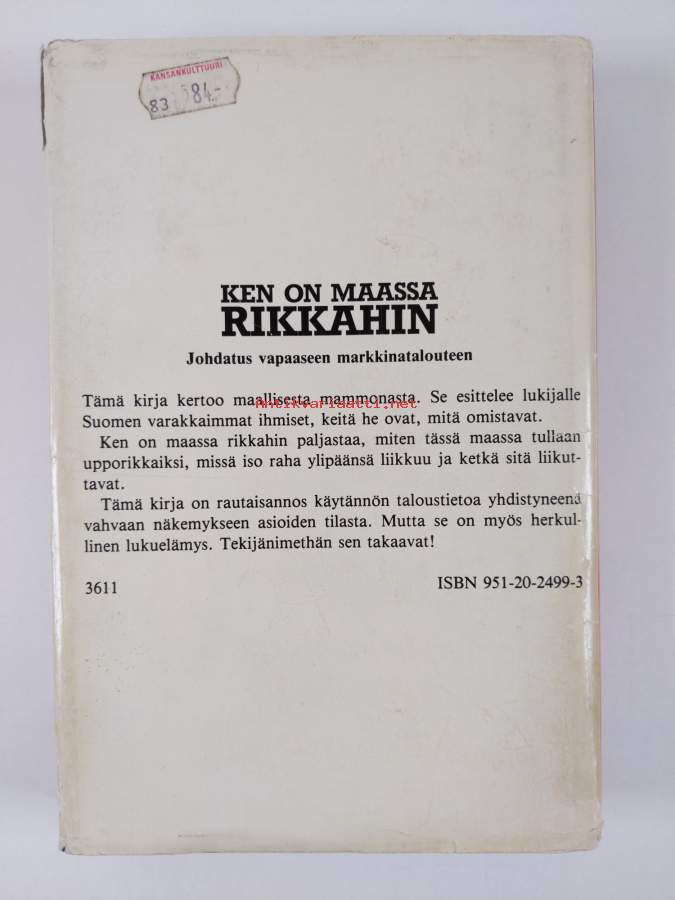 KANSANKULTTUURI
83 84-
KEN ON MAASSA
RIKKAHIN
Johdatus vapaaseen markkinatalouteen
Tämä kirja kertoo maallisesta mammonasta. Se esittelee lukijalle
antikvariaatti.net
Suomen varakkaimmat ihmiset, keitä he ovat, mitä omistavat.
Ken on maassa rikkahin paljastaa, miten tässä maassa tullaan
upporikkaiksi, missä iso raha ylipäänsä liikkuu ja ketkä sitä liikut-
tavat.
Tämä kirja on rautaisannos käytännön taloustietoa yhdistyneenä
vahvaan näkemykseen asioiden tilasta. Mutta se on myös herkul-
linen lukuelämys. Tekijänimethän sen takaavat!
3611 ISBN 951-20-2499-3